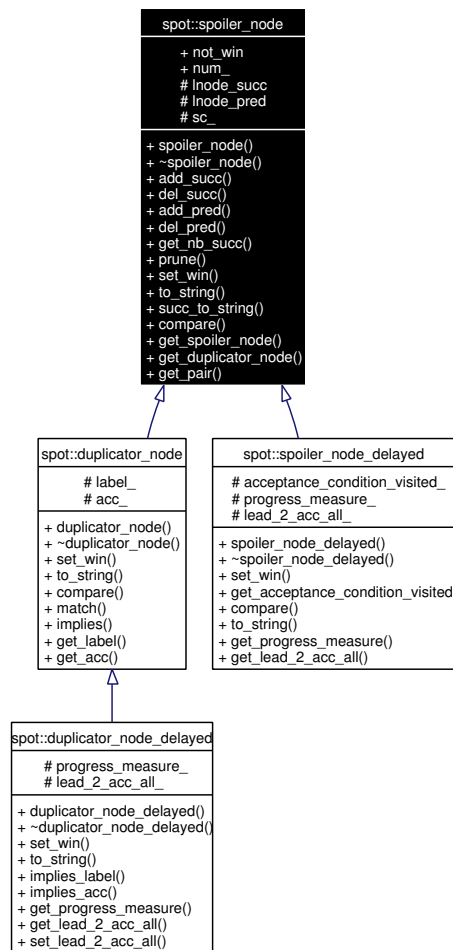 spot::spoiler_node
+ not_win
+ num_
# lnode_succ
# lnode_pred
# sc_
+ spoiler_node()
+ ~spoiler_node()
+ add_succ()
+ del_succ()
+ add_pred()
+ del_pred()
+ get_nb_succ()
+ prune()
+ set_win()
+ to_string()
+ succ_to_string()
+ compare()
+ get_spoiler_node()
+ get_duplicator_node()
+ get_pair()
spot::duplicator_node
# label_
# acc_
+ duplicator_node()
+ ~duplicator_node()
+ set_win()
+ to_string()
+ compare()
+ match()
+ implies()
+ get_label()
+ get_acc()
spot::spoiler_node_delayed
# acceptance_condition_visited_
# progress_measure_
# lead_2_acc_all_
+ spoiler_node_delayed()
+ ~spoiler_node_delayed()
+ set_win()
+ get_acceptance_condition_visited
+ compare()
+ to_string()
+ get_progress_measure()
+ get_lead_2_acc_all()
spot::duplicator_node_delayed
# progress_measure_
# lead_2_acc_all_
+ duplicator_node_delayed()
+ ~duplicator_node_delayed()
+ set_win()
+ to_string()
+ implies_label()
+ implies_acc()
+ get_progress_measure()
+ get_lead_2_acc_all()
+ set_lead_2_acc_all()